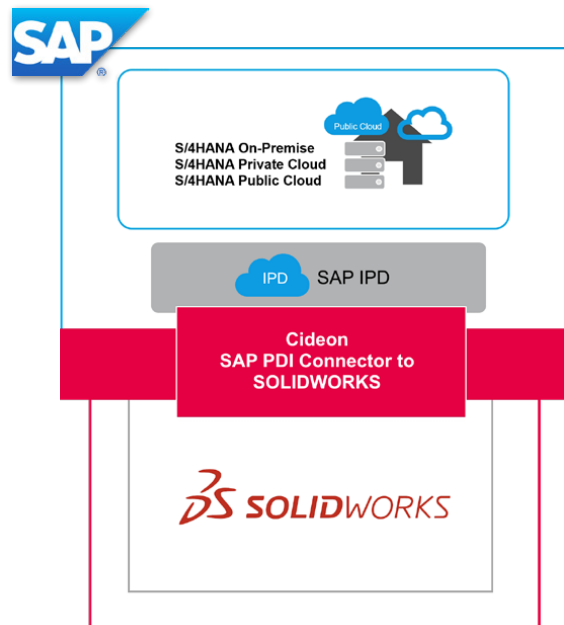 SAP
®
Public Cloud
S/4HANA On-Premise
S/4HANA Private Cloud
S/4HANA Public Cloud
IPD SAP IPD
Cideon
SAP PDI Connector to
SOLIDWORKS
DS SOLIDWORKS